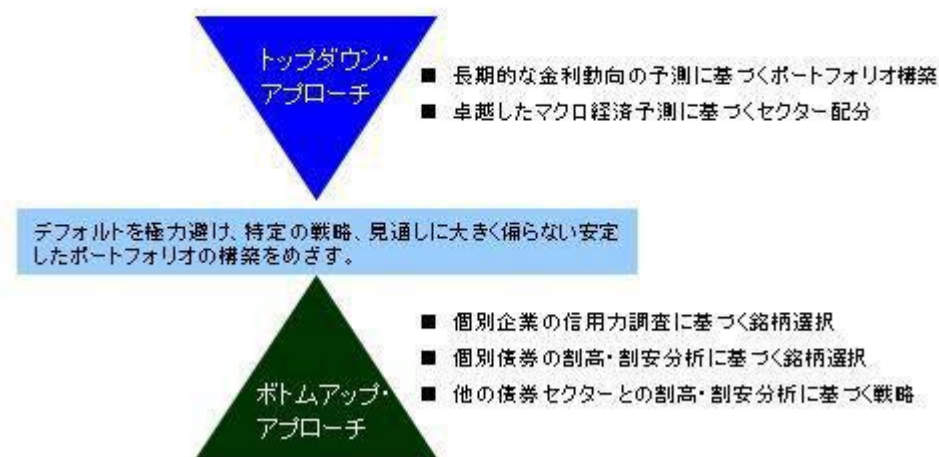 トップダウン・
アプローチ
■ 長期的な金利動向の予測に基づくポートフォリオ構築
■ 卓越したマクロ経済予測に基づくセクター配分
デフォルトを極力避け、特定の戦略、見通しに大きく偏らない安定
したポートフォリオの構築をめざす。
■ 個別企業の信用力調査に基づく銘柄選択
■ 個別債券の割高・割安分析に基づく銘柄選択
■ 他の債券セクターとの割高・割安分析に基づく戦略
ボトムアップ・
アプローチ